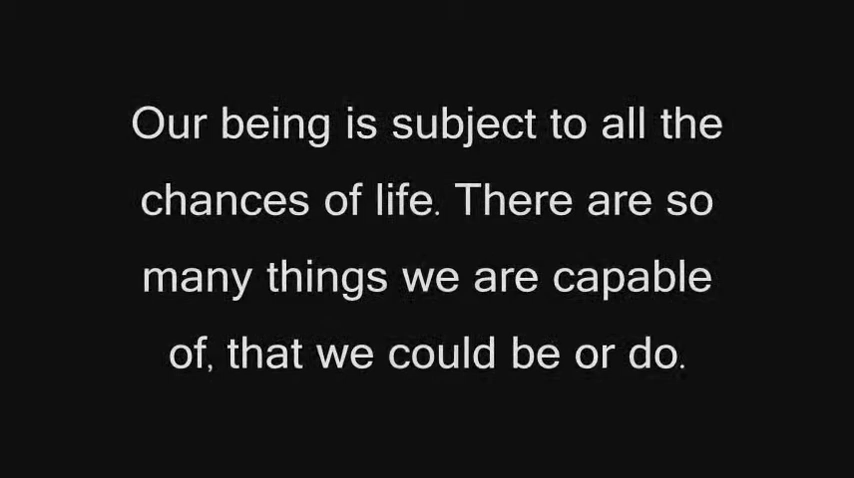 Our being is subject to all the
chances of life. There are so
many things we are capable
of, that we could be or do.